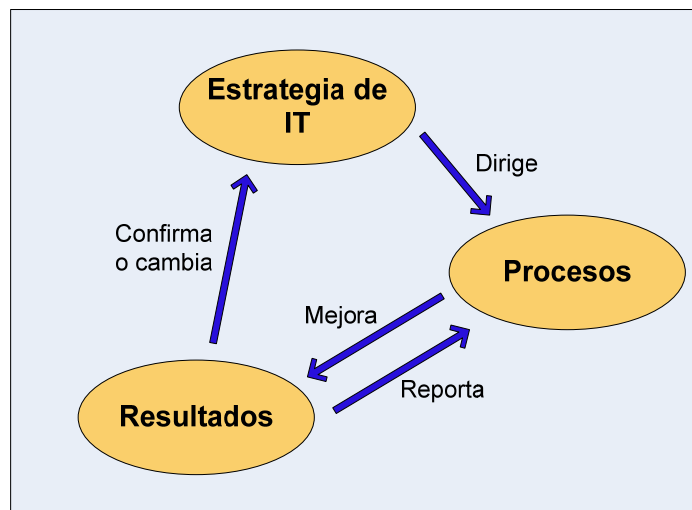 Estrategia de
IT
Dirige
Confirma
o cambia
Procesos
Mejora
Reporta
Resultados